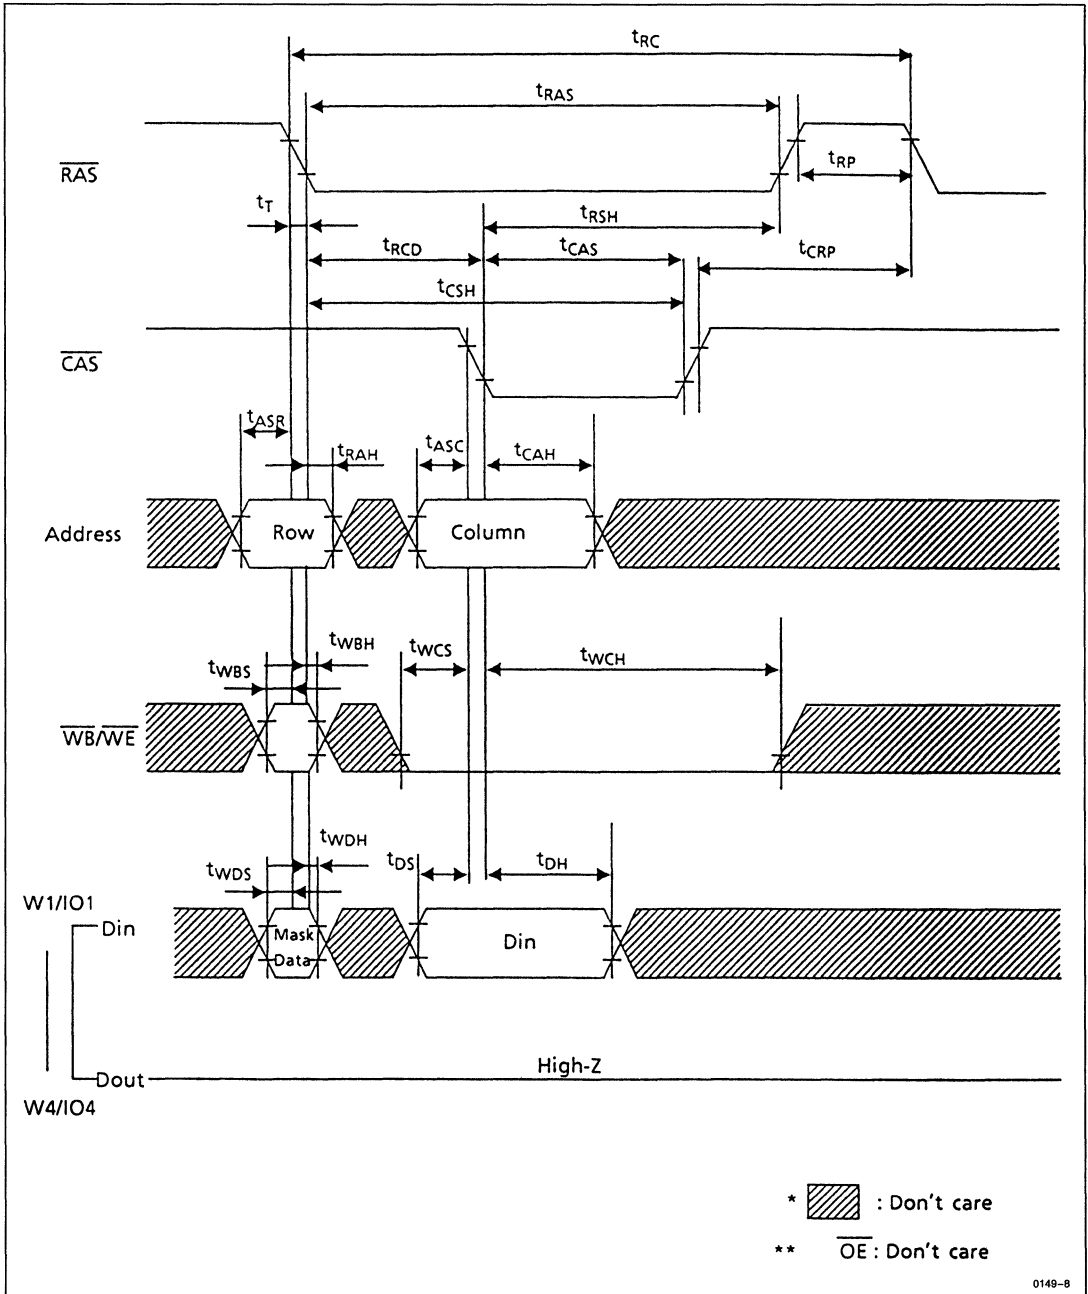 tRC
tRAS
RAS
tRP
tT
tRSH
tRCD
tCAS
tCRP
tCSH
CAS
tASR
tRAH
tASC
tCAH
Address
Row
Column
tWBH
tWBS
tWCS
tWCH
WB/WE
tWDH
tWDS
tDS
tDH
W1/IO1
Din
Mask
Data
Din
High-Z
Dout
W4/IO4
* : Don't care
** OE : Don't care
0149-8